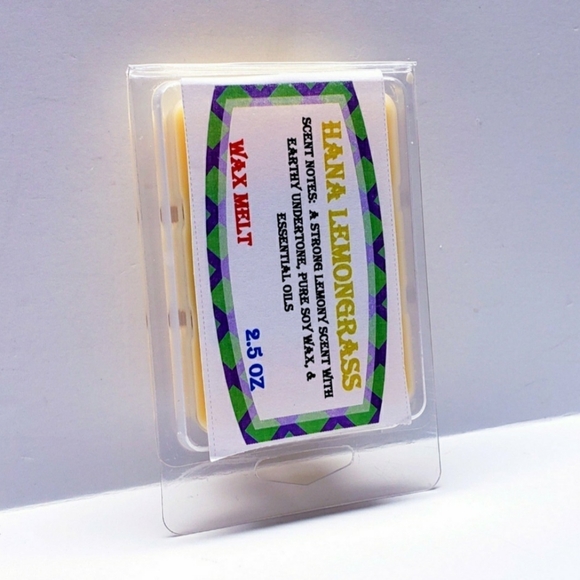 HANA LEMONGRASS
SCENT NOTES: A STRONG LEMONY SCENT WITH
EARTHY UNDERTONE, PURE SOY WAX, &
ESSENTIAL OILS
WAX MELT
2.5 OZ